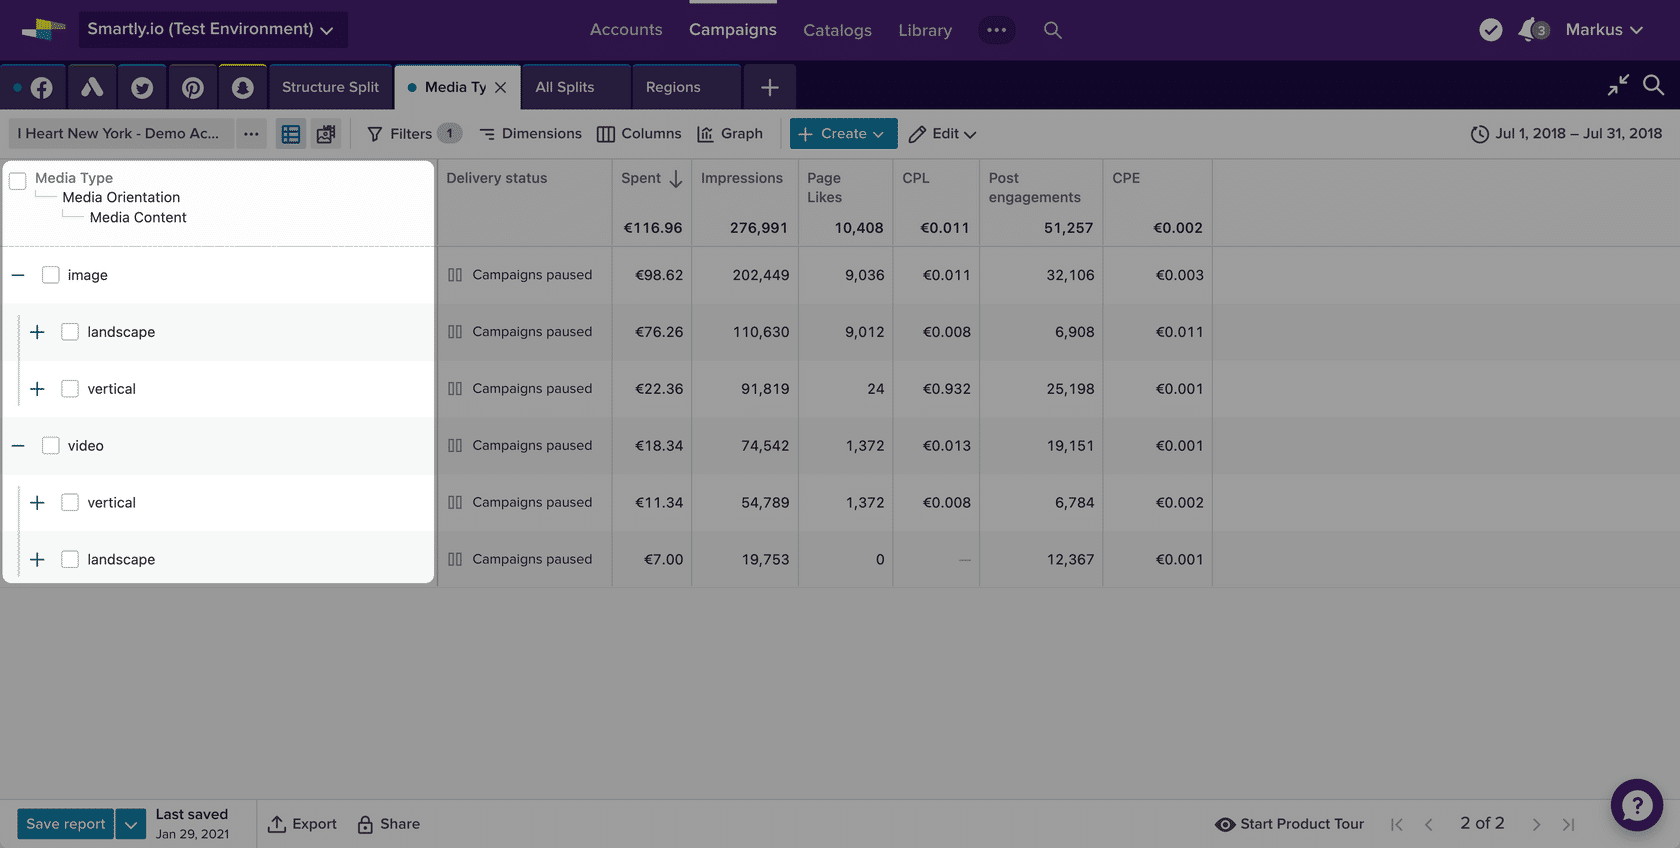 Smartly.io (Test Environment)
Accounts
Campaigns
Catalogs
Library
3
Markus
Structure Split
Media Ty
All Splits
Regions
I Heart New York - Demo Ac...
Filters 1
Dimensions
Columns
Graph
Create
Edit
Jul 1, 2018 – Jul 31, 2018
Media Type
Media Orientation
Media Content
Delivery status
Spent
Impressions
Page
Likes
CPL
Post
engagements
CPE
€116.96 276,991 10,408 €0.011 51,257 €0.002
image Campaigns paused €98.62 202,449 9,036 €0.011 32,106 €0.003
landscape Campaigns paused €76.26 110,630 9,012 €0.008 6,908 €0.011
vertical Campaigns paused €22.36 91,819 24 €0.932 25,198 €0.001
video Campaigns paused €18.34 74,542 1,372 €0.013 19,151 €0.001
vertical Campaigns paused €11.34 54,789 1,372 €0.008 6,784 €0.002
landscape Campaigns paused €7.00 19,753 0 — 12,367 €0.001
Save report
Last saved
Jan 29, 2021
Export
Share
Start Product Tour
2 of 2
?